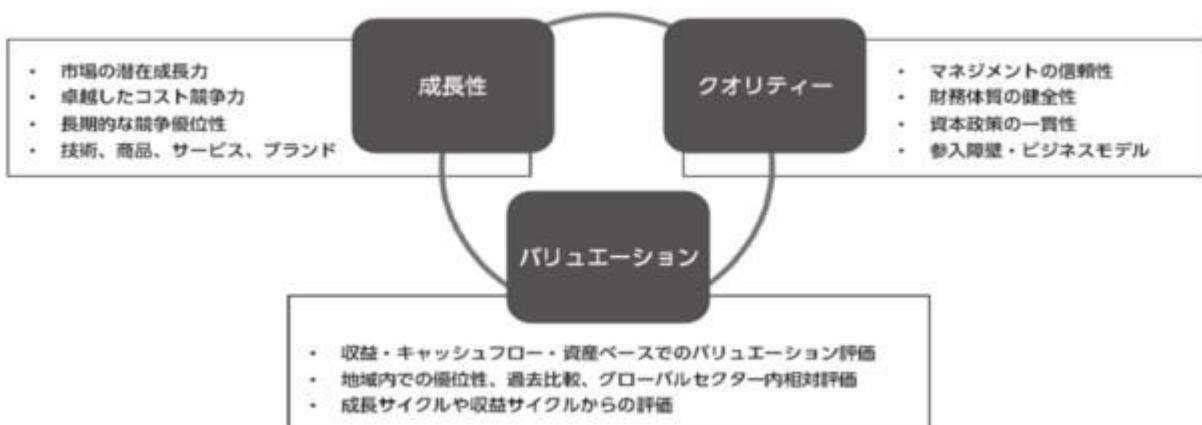 成長性
・ 市場の潜在成長力
・ 卓越したコスト競争力
・ 長期的な競争優位性
・ 技術、商品、サービス、ブランド
クオリティー
・ マネジメントの信頼性
・ 財務体質の健全性
・ 資本政策の一貫性
・ 参入障壁・ビジネスモデル
バリュエーション
・ 収益・キャッシュフロー・資産ベースでのバリュエーション評価
・ 地域内での優位性、過去比較、グローバルセクター内相対評価
・ 成長サイクルや収益サイクルからの評価